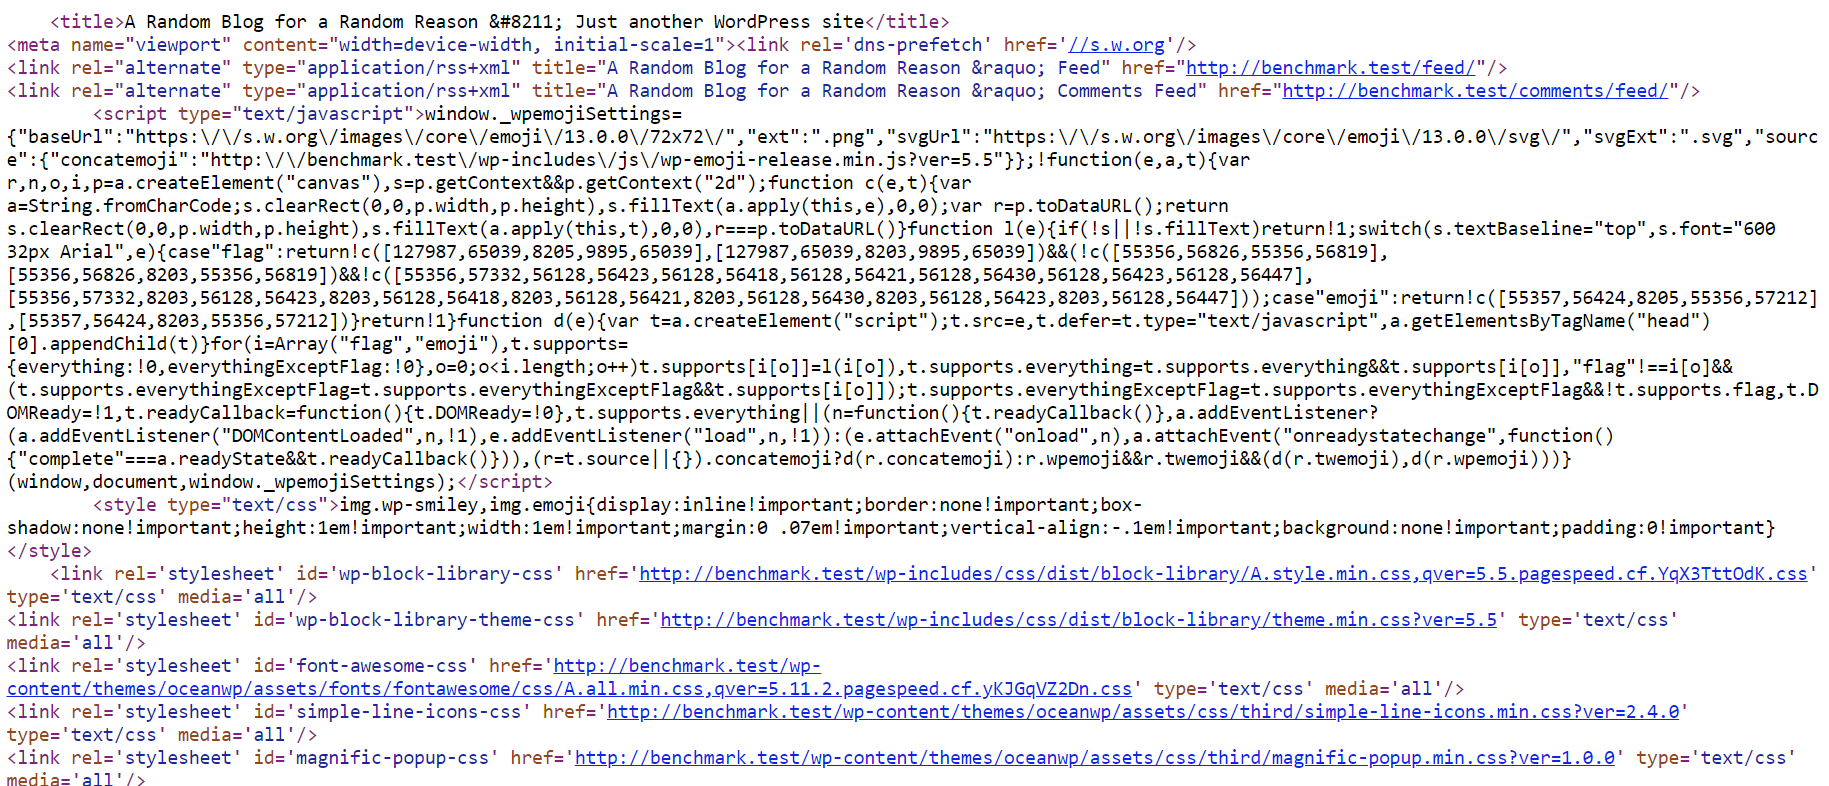 <title>A Random Blog for a Random Reason &#8211; Just another WordPress site</title>
<meta name="viewport" content="width=device-width, initial-scale=1"><link rel='dns-prefetch' href='//s.w.org'/>
<link rel="alternate" type="application/rss+xml" title="A Random Blog for a Random Reason &raquo; Feed" href="http://benchmark.test/feed/"/>
<link rel="alternate" type="application/rss+xml" title="A Random Blog for a Random Reason &raquo; Comments Feed" href="http://benchmark.test/comments/feed/"/>
<script type="text/javascript">window._wpemojiSettings=
{"baseUrl":"https:\/\/s.w.org\/images\/core\/emoji\/13.0.0\/72x72\/","ext":".png","svgUrl":"https:\/\/s.w.org\/images\/core\/emoji\/13.0.0\/svg\/","svgExt":".svg","sourc
e":{"concatemoji":"http:\/\/benchmark.test\/wp-includes\/js\/wp-emoji-release.min.js?ver=5.5"}};!function(e,a,t){var
r,n,o,i,p=a.createElement("canvas"),s=p.getContext&&p.getContext("2d");function c(e,t){var
a=String.fromCharCode;s.clearRect(0,0,p.width,p.height),s.fillText(a.apply(this,e),0,0);var r=p.toDataURL();return
s.clearRect(0,0,p.width,p.height),s.fillText(a.apply(this,t),0,0),r===p.toDataURL()}function l(e){if(!s||!s.fillText)return!1;switch(s.textBaseline="top",s.font="600
32px Arial",e){case"flag":return!c([127987,65039,8205,9895,65039],[127987,65039,8203,9895,65039])&&(!c([55356,56826,55356,56819],
[55356,56826,8203,55356,56819])&&!c([55356,57332,56128,56423,56128,56418,56128,56421,56128,56430,56128,56423,56128,56447],
[55356,57332,8203,56128,56423,8203,56128,56418,8203,56128,56421,8203,56128,56430,8203,56128,56423,8203,56128,56447]));case"emoji":return!c([55357,56424,8205,55356,57212]
,[55357,56424,8203,55356,57212])}return!1}function d(e){var t=a.createElement("script");t.src=e,t.defer=t.type="text/javascript",a.getElementsByTagName("head")
[0].appendChild(t)}for(i=Array("flag","emoji"),t.supports=
{everything:!0,everythingExceptFlag:!0},o=0;o<i.length;o++)t.supports[i[o]]=l(i[o]),t.supports.everything=t.supports.everything&&t.supports[i[o]],"flag"!==i[o]&&
(t.supports.everythingExceptFlag=t.supports.everythingExceptFlag&&t.supports[i[o]]);t.supports.everythingExceptFlag=t.supports.everythingExceptFlag&&!t.supports.flag,t.D
OMReady=!1,t.readyCallback=function(){t.DOMReady=!0},t.supports.everything||(n=function(){t.readyCallback()},a.addEventListener?
(a.addEventListener("DOMContentLoaded",n,!1),e.addEventListener("load",n,!1)):(e.attachEvent("onload",n),a.attachEvent("onreadystatechange",function()
{"complete"===a.readyState&&t.readyCallback()})),(r=t.source||{}).concatemoji?d(r.concatemoji):r.wpemoji&&r.twemoji&&(d(r.twemoji),d(r.wpemoji)))}
(window,document,window._wpemojiSettings);</script>
<style type="text/css">img.wp-smiley,img.emoji{display:inline!important;border:none!important;box-
shadow:none!important;height:1em!important;width:1em!important;margin:0 .07em!important;vertical-align:-.1em!important;background:none!important;padding:0!important}
</style>
<link rel='stylesheet' id='wp-block-library-css' href='http://benchmark.test/wp-includes/css/dist/block-library/A.style.min.css,qver=5.5.pagespeed.cf.YqX3TttOdK.css'
type='text/css' media='all'/>
<link rel='stylesheet' id='wp-block-library-theme-css' href='http://benchmark.test/wp-includes/css/dist/block-library/theme.min.css?ver=5.5' type='text/css'
media='all'/>
<link rel='stylesheet' id='font-awesome-css' href='http://benchmark.test/wp-
content/themes/oceanwp/assets/fonts/fontawesome/css/A.all.min.css,qver=5.11.2.pagespeed.cf.yKJGqVZ2Dn.css' type='text/css' media='all'/>
<link rel='stylesheet' id='simple-line-icons-css' href='http://benchmark.test/wp-content/themes/oceanwp/assets/css/third/simple-line-icons.min.css?ver=2.4.0'
type='text/css' media='all'/>
<link rel='stylesheet' id='magnific-popup-css' href='http://benchmark.test/wp-content/themes/oceanwp/assets/css/third/magnific-popup.min.css?ver=1.0.0' type='text/css'
media='all'/>